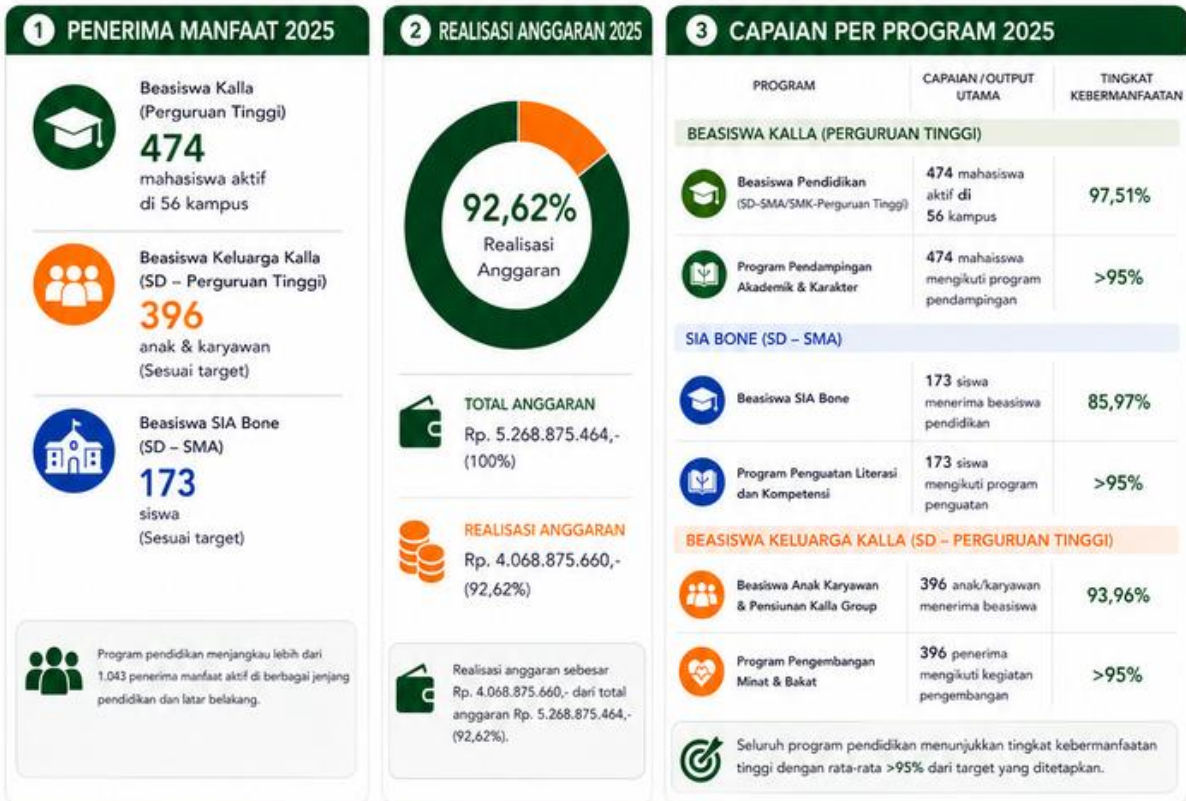 1 PENERIMA MANFAAT 2025
Beasiswa Kalla
(Perguruan Tinggi)
474
mahasiswa aktif
di 56 kampus
Beasiswa Keluarga Kalla
(SD – Perguruan Tinggi)
396
anak & karyawan
(Sesuai target)
Beasiswa SIA Bone
(SD – SMA)
173
siswa
(Sesuai target)
Program pendidikan menjangkau lebih dari
1.043 penerima manfaat aktif di berbagai jenjang
pendidikan dan latar belakang.
2 REALISASI ANGGARAN 2025
92,62%
Realisasi
Anggaran
TOTAL ANGGARAN
Rp. 5.268.875.464,-
(100%)
REALISASI ANGGARAN
Rp. 4.068.875.660,-
(92,62%)
Realisasi anggaran sebesar
Rp. 4.068.875.660,- dari total
anggaran Rp. 5.268.875.464,-
(92,62%).
3 CAPAIAN PER PROGRAM 2025
PROGRAM
CAPAIAN/OUTPUT
UTAMA
TINGKAT
KEBERMANFAATAN
BEASISWA KALLA (PERGURUAN TINGGI)
Beasiswa Pendidikan
(SD-SMA/SMK-Perguruan Tinggi)
474 mahasiswa
aktif di
56 kampus
97,51%
Program Pendampingan
Akademik & Karakter
474 mahaisswa
mengikuti program
pendampingan
>95%
SIA BONE (SD – SMA)
Beasiswa SIA Bone
173 siswa
menerima beasiswa
pendidikan
85,97%
Program Penguatan Literasi
dan Kompetensi
173 siswa
mengikuti program
penguatan
>95%
BEASISWA KELUARGA KALLA (SD – PERGURUAN TINGGI)
Beasiswa Anak Karyawan
& Pensiunan Kalla Group
396 anak/karyawan
menerima beasiswa
93,96%
Program Pengembangan
Minat & Bakat
396 penerima
mengikuti kegiatan
pengembangan
>95%
Seluruh program pendidikan menunjukkan tingkat kebermanfaatan
tinggi dengan rata-rata >95% dari target yang ditetapkan.